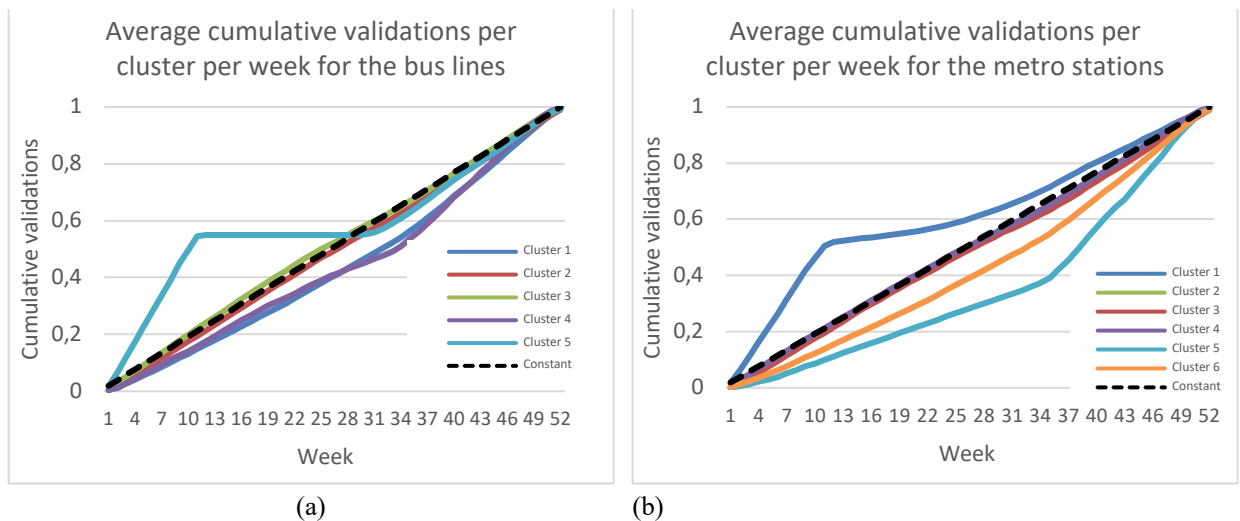 Average cumulative validations per
cluster per week for the bus lines
Cumulative validations
1
0,8
0,6
0,4
0,2
0
1 4 7 10 13 16 19 22 25 28 31 34 37 40 43 46 49 52
Week
Cluster 1
Cluster 2
Cluster 3
Cluster 4
Cluster 5
Constant
(a)
Average cumulative validations per
cluster per week for the metro stations
Cumulative validations
1
0,8
0,6
0,4
0,2
0
1 4 7 10 13 16 19 22 25 28 31 34 37 40 43 46 49 52
Week
Cluster 1
Cluster 2
Cluster 3
Cluster 4
Cluster 5
Cluster 6
Constant
(b)